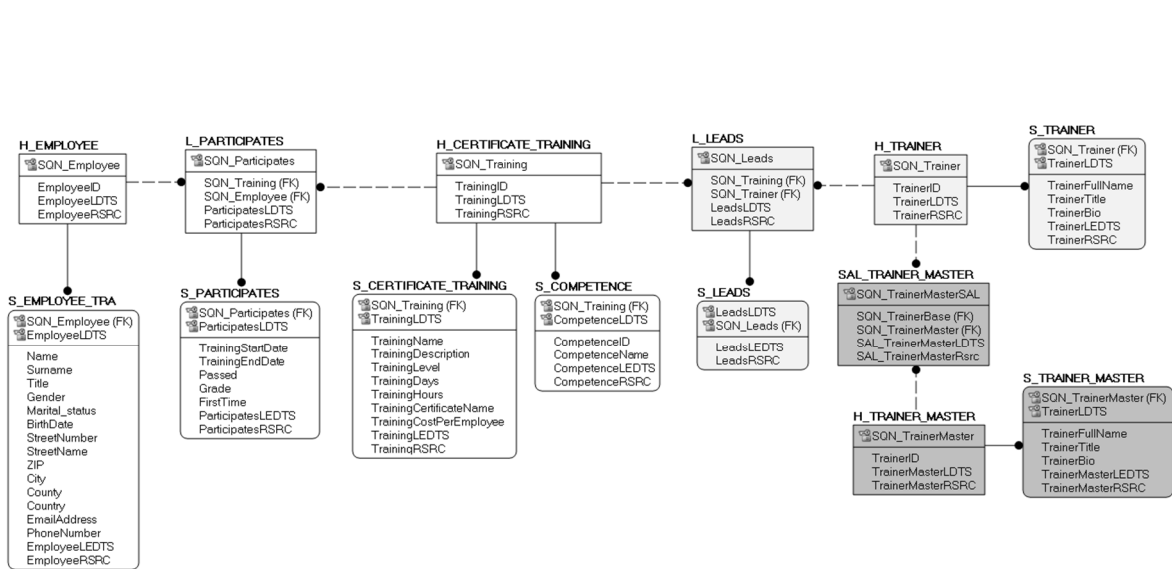 H_EMPLOYEE
SQN_Employee
EmployeeID
EmployeeLDTS
EmployeeRSRC
L_PARTICIPATES
SQN_Participates
SQN_Training (FK)
SQN_Employee (FK)
ParticipatesLDTS
ParticipatesRSRC
H_CERTIFICATE_TRAINING
SQN_Training
TrainingID
TrainingLDTS
TrainingRSRC
L_LEADS
SQN_Leads
SQN_Training (FK)
SQN_Trainer (FK)
LeadsLDTS
LeadsRSRC
H_TRAINER
SQN_Trainer
TrainerID
TrainerLDTS
TrainerRSRC
S_TRAINER
SQN_Trainer (FK)
TrainerLDTS
TrainerFullName
TrainerTitle
TrainerBio
TrainerLEDTS
TrainerRSRC
S_EMPLOYEE_TRA
SQN_Employee (FK)
EmployeeLDTS
Name
Surname
Title
Gender
Marital_status
BirthDate
StreetNumber
StreetName
ZIP
City
County
Country
EmailAddress
PhoneNumber
EmployeeLEDTS
EmployeeRSRC
S_PARTICIPATES
SQN_Participates (FK)
ParticipatesLDTS
TrainingStartDate
TrainingEndDate
Passed
Grade
FirstTime
ParticipatesLEDTS
ParticipatesRSRC
S_CERTIFICATE_TRAINING
SQN_Training (FK)
TrainingLDTS
TrainingName
TrainingDescription
TrainingLevel
TrainingDays
TrainingHours
TrainingCertificateName
TrainingCostPerEmployee
TrainingLEDTS
TrainingRSRC
S_COMPETENCE
SQN_Training (FK)
CompetenceLDTS
CompetenceID
CompetenceName
CompetenceLEDTS
CompetenceRSRC
S_LEADS
LeadsLDTS
SQN_Leads (FK)
LeadsLEDTS
LeadsRSRC
SAL_TRAINER_MASTER
SQN_TrainerMasterSAL
SQN_TrainerBase (FK)
SQN_TrainerMaster (FK)
SAL_TrainerMasterLDTS
SAL_TrainerMasterRsrc
H_TRAINER_MASTER
SQN_TrainerMaster
TrainerID
TrainerMasterLDTS
TrainerMasterRSRC
S_TRAINER_MASTER
SQN_TrainerMaster (FK)
TrainerLDTS
TrainerFullName
TrainerTitle
TrainerBio
TrainerMasterLEDTS
TrainerMasterRSRC